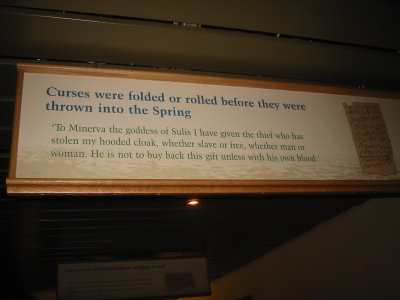 Curses were folded or rolled before they were
thrown into the Spring
'To Minerva the goddess of Sulis I have given the thief who has
stolen my hooded cloak, whether slave or free, whether man or
woman. He is not to buy back this gift unless with his own blood.'